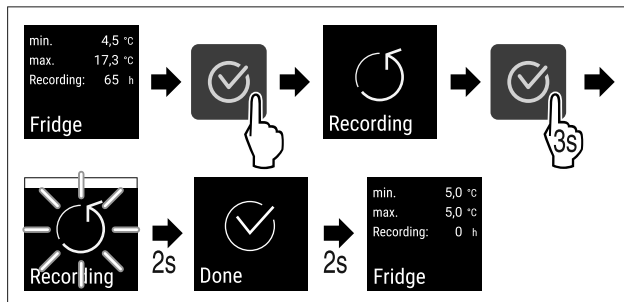 min. 4,5 °C
max. 17,3 °C
Recording: 65 h
Fridge
Recording
3s
Recording
2s
Done
2s
min. 5,0 °C
max. 5,0 °C
Recording: 0 h
Fridge